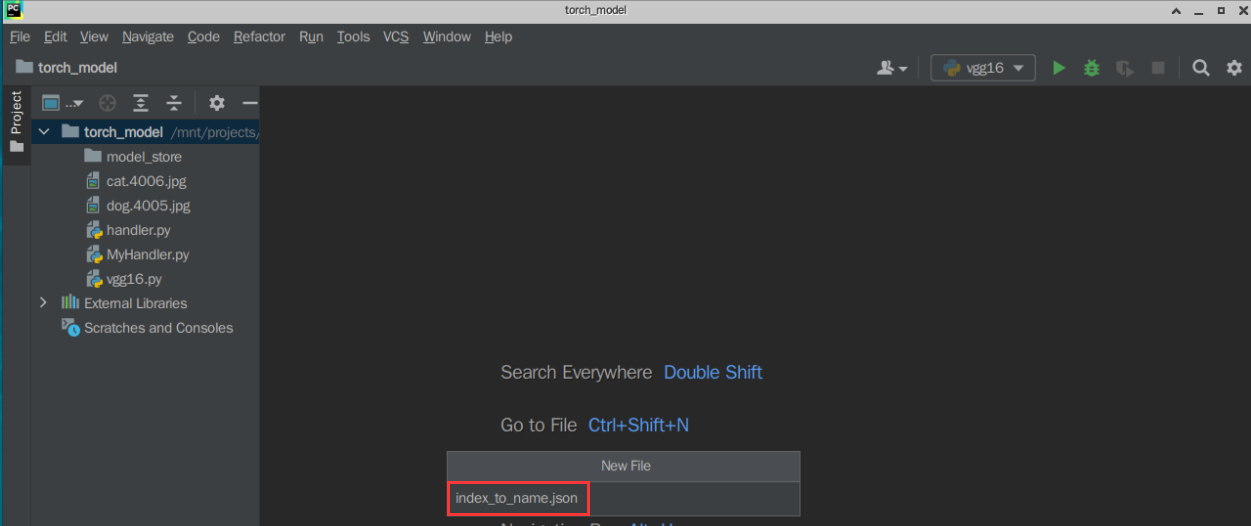 PC
torch_model
File Edit View Navigate Code Refactor Run Tools VCS Window Help
torch_model
vgg16
Project
...
torch_model /mnt/projects/
model_store
cat.4006.jpg
dog.4005.jpg
handler.py
MyHandler.py
vgg16.py
External Libraries
Scratches and Consoles
Search Everywhere Double Shift
Go to File Ctrl+Shift+N
New File
index_to_name.json